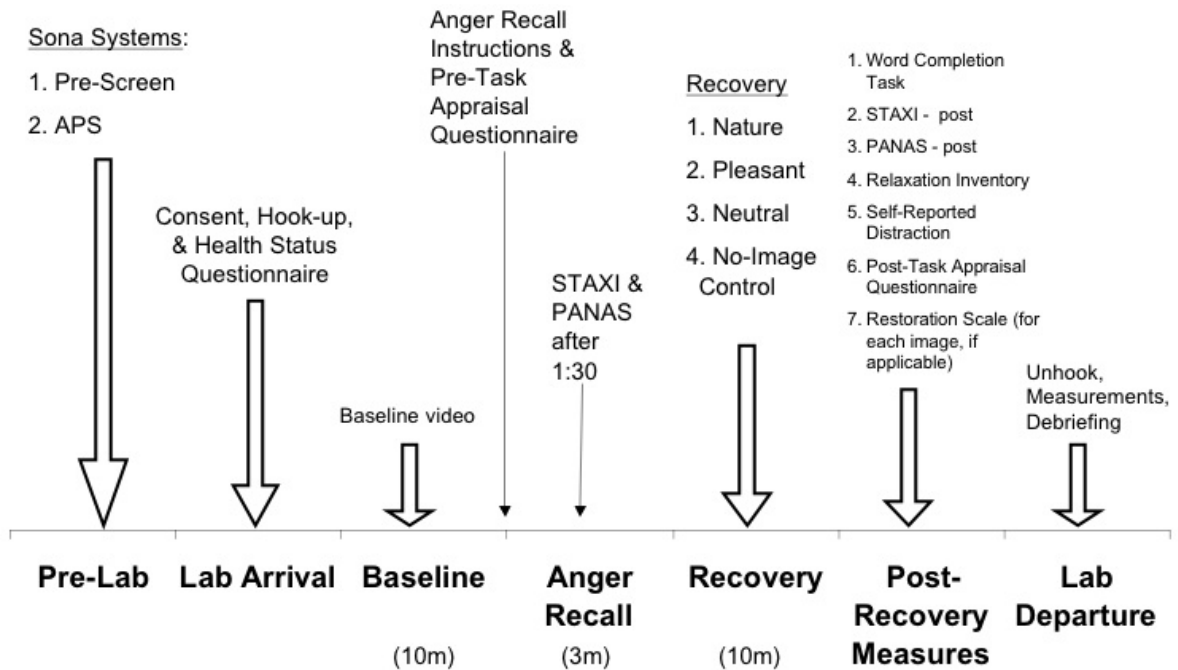 Sona Systems:
1. Pre-Screen
2. APS
Consent, Hook-up,
& Health Status
Questionnaire
Baseline video
Anger Recall
Instructions &
Pre-Task
Appraisal
Questionnaire
STAXI &
PANAS
after
1:30
Recovery
1. Nature
2. Pleasant
3. Neutral
4. No-Image
Control
1. Word Completion
Task
2. STAXI - post
3. PANAS - post
4. Relaxation Inventory
5. Self-Reported
Distraction
6. Post-Task Appraisal
Questionnaire
7. Restoration Scale (for
each image, if
applicable)
Unhook,
Measurements,
Debriefing
Pre-Lab
Lab Arrival
Baseline
(10m)
Anger
Recall
(3m)
Recovery
(10m)
Post-
Recovery
Measures
Lab
Departure